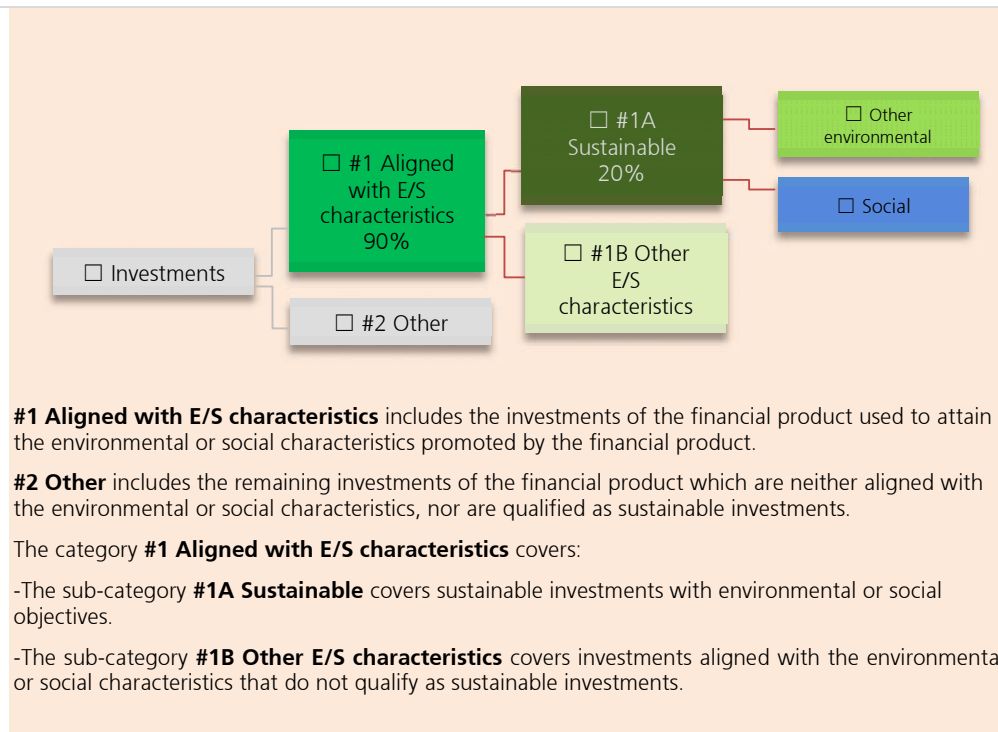 ☐ Investments
☐ #1 Aligned
with E/S
characteristics
90%
☐ #2 Other
☐ #1A
Sustainable
20%
☐ #1B Other
E/S
characteristics
☐ Other
environmental
☐ Social
#1 Aligned with E/S characteristics includes the investments of the financial product used to attain
the environmental or social characteristics promoted by the financial product.
#2 Other includes the remaining investments of the financial product which are neither aligned with
the environmental or social characteristics, nor are qualified as sustainable investments.
The category #1 Aligned with E/S characteristics covers:
-The sub-category #1A Sustainable covers sustainable investments with environmental or social
objectives.
-The sub-category #1B Other E/S characteristics covers investments aligned with the environmenta
or social characteristics that do not qualify as sustainable investments.